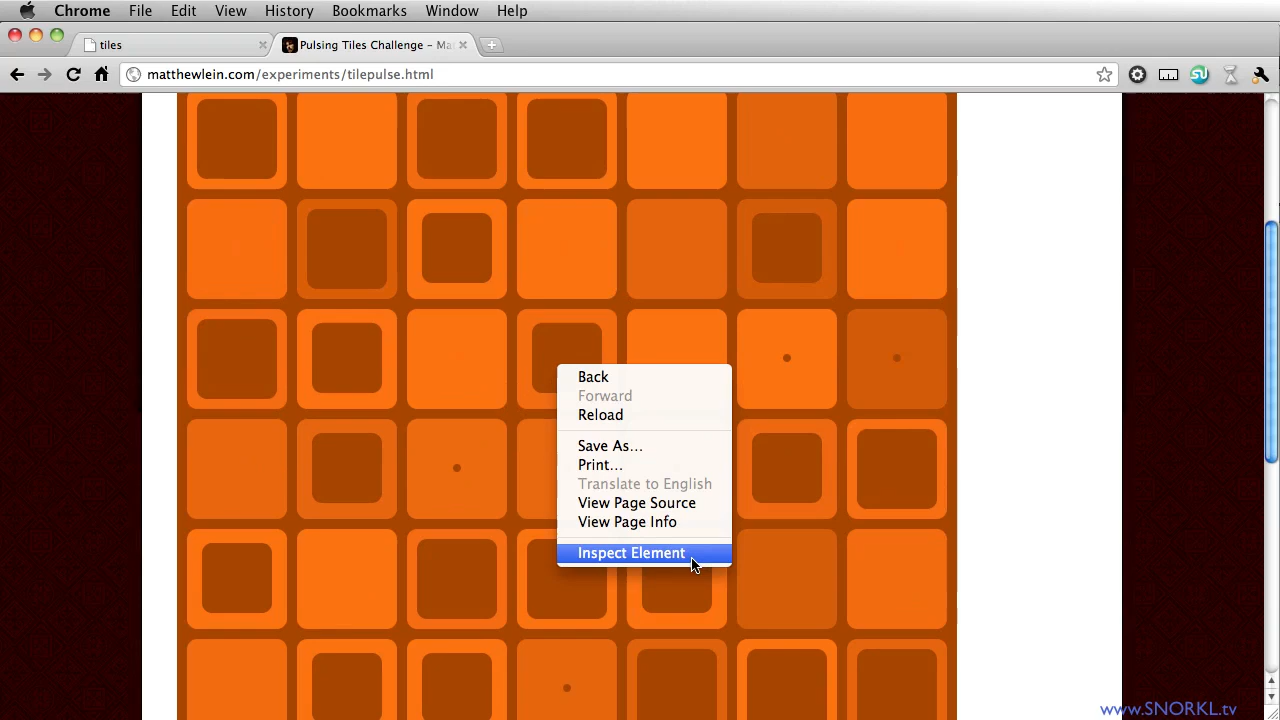 Chrome File Edit View History Bookmarks Window Help
tiles
Pulsing Tiles Challenge – Ma
matthewlein.com/experiments/tilepulse.html
Back
Forward
Reload
Save As...
Print...
Translate to English
View Page Source
View Page Info
Inspect Element
www.SNORKL.tv